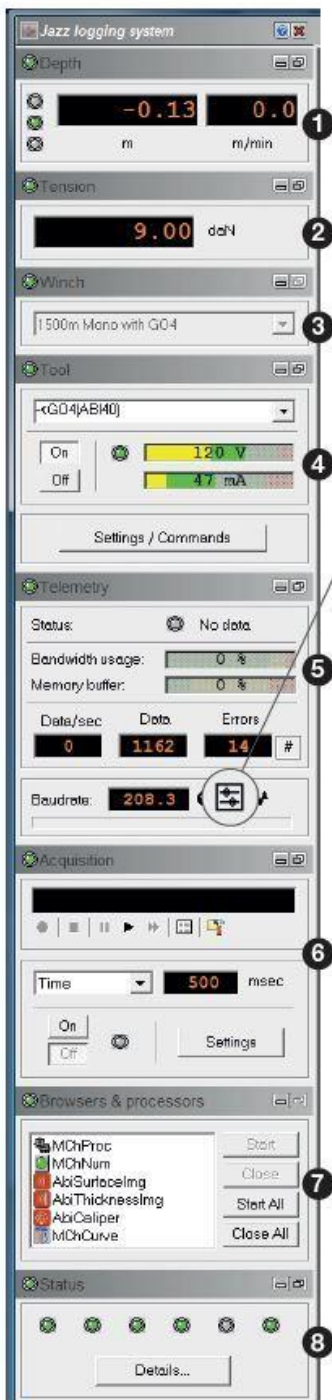 Jazz logging system
Depth
-0.13 0.0
m m/min
1
Tension
9.00 daN
2
Winch
1500m Mono with GO4
3
Tool
-<GO4|ABI40)
On
Off
120 V
47 mA
4
Settings / Commands
Telemetry
Status: No data
Bandwidth usage: 0 %
Memory buffer: 0 %
5
Data/sec Data Errors
0 1162 14 #
Baudrate: 208.3
Acquisition
6
Time 500 msec
On
Off
Settings
Browsers & processors
MChProc
MChNum
AbiSurfaceImg
AbiThicknessImg
AbiCaliper
MChCurve
Start
Close
Start All
Close All
7
Status
8
Details...